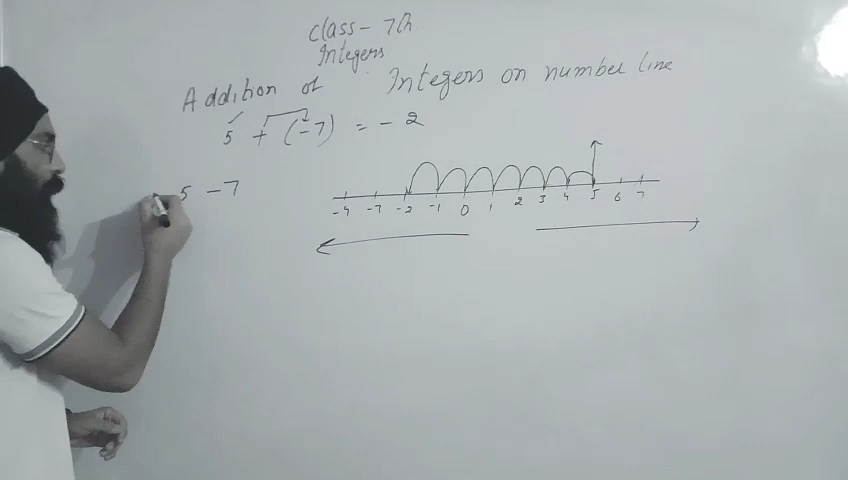 class - 7th
Integers
Addition of Integers on number line
5 + (-7) = - 2
5 - 7
-4 -7 -2 -1 0 1 2 3 4 5 6 7